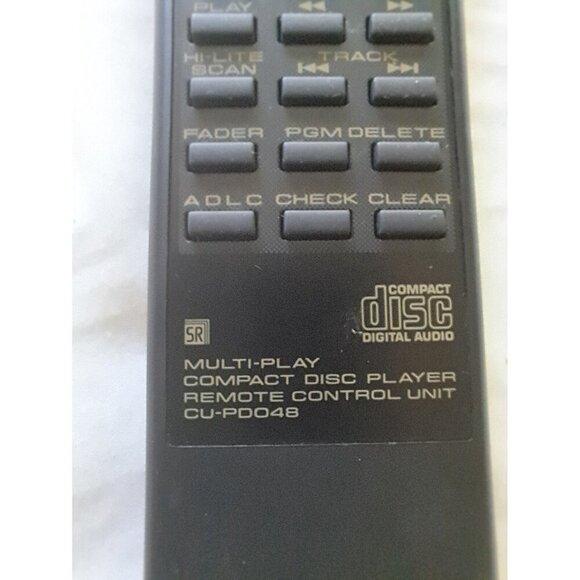 PLAY ◀◀ ▶▶
HI-LITE TRACK
SCAN |◀◀ ▶▶|
FADER PGM DELETE
ADLC CHECK CLEAR
COMPACT
disc
DIGITAL AUDIO
SR
MULTI-PLAY
COMPACT DISC PLAYER
REMOTE CONTROL UNIT
CU-PD048